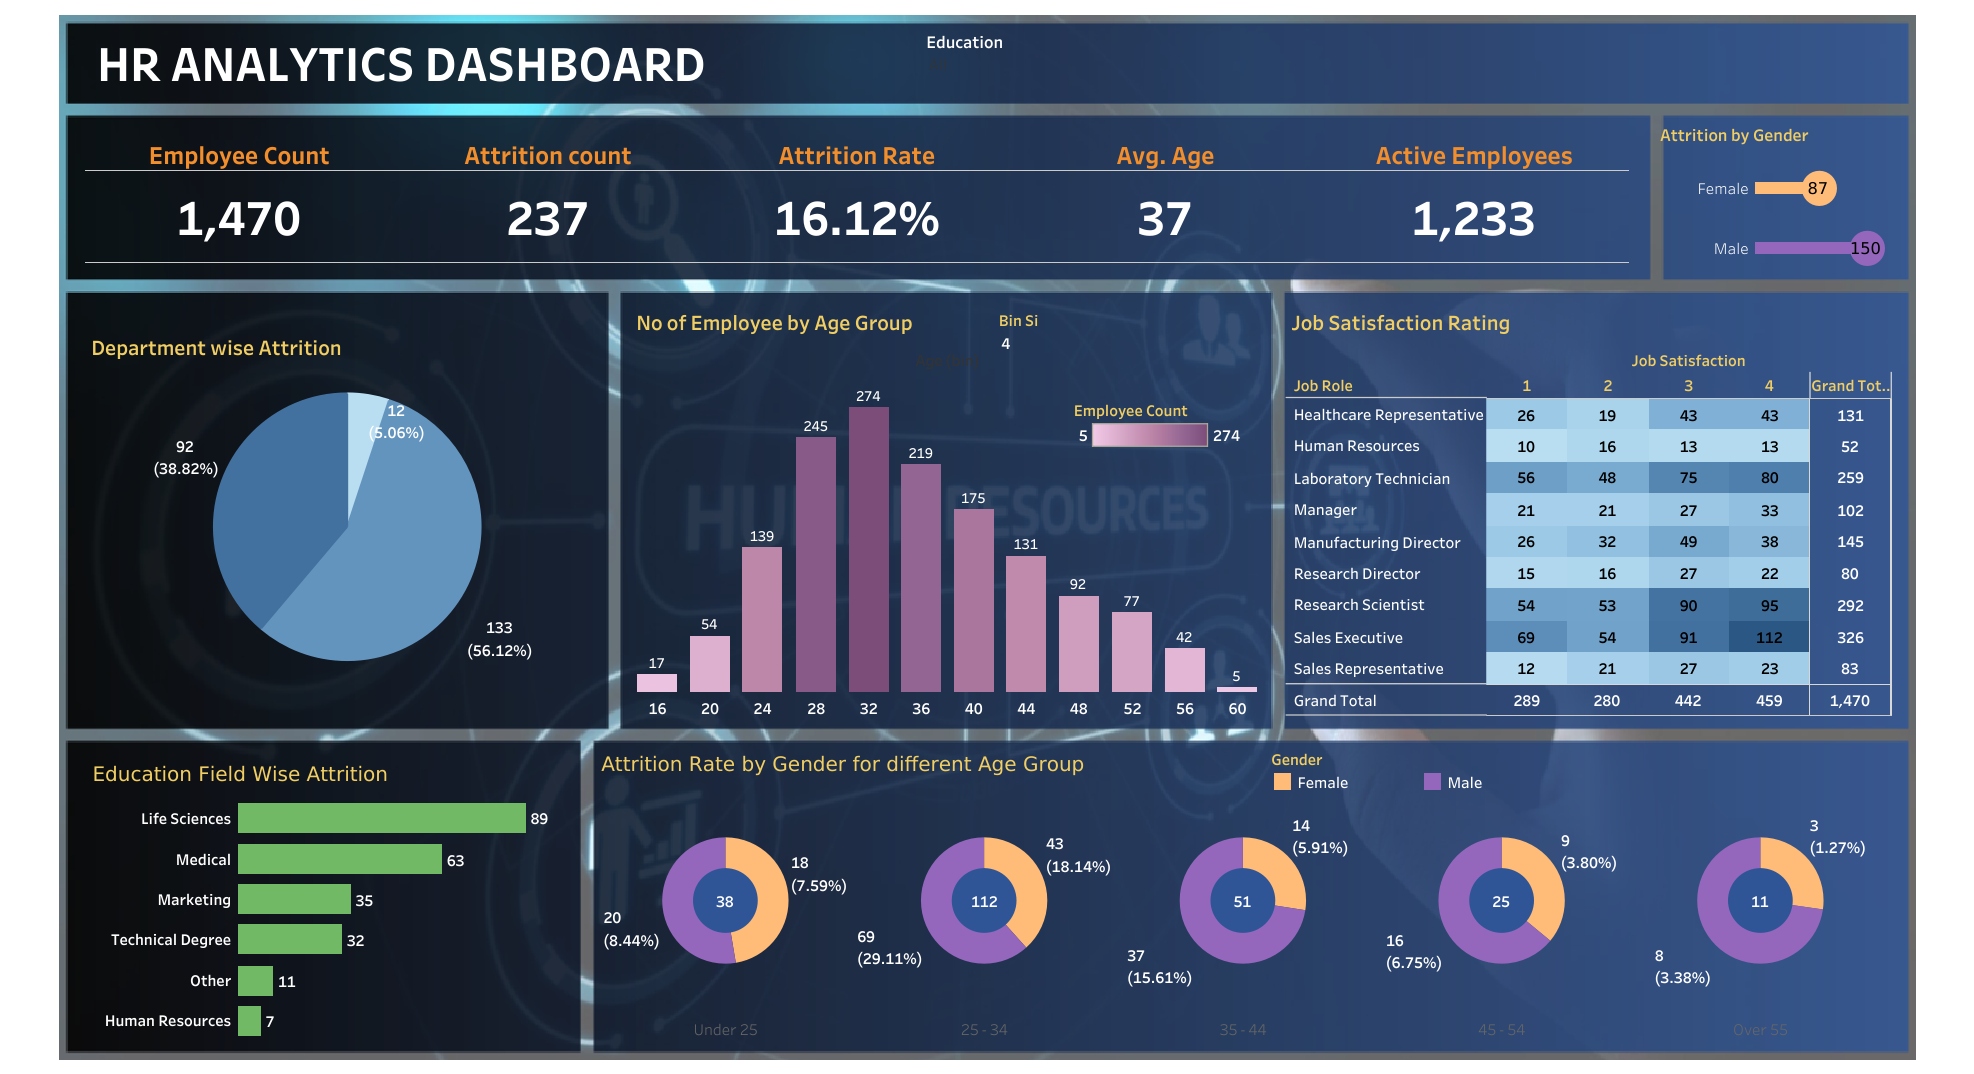 HR ANALYTICS DASHBOARD
Education
Employee Count
Attrition count
Attrition Rate
Avg. Age
Active Employees
1,470
237
16.12%
37
1,233
Attrition by Gender
Female 87
Male 150
Department wise Attrition
12
(5.06%)
92
(38.82%)
133
(56.12%)
No of Employee by Age Group
Bin Si
4
Employee Count
5 274
17
54
139
245
274
219
175
131
92
77
42
5
16 20 24 28 32 36 40 44 48 52 56 60
HUMAN RESOURCES
Job Satisfaction Rating
Job Satisfaction
Job Role 1 2 3 4 Grand Tot..
Healthcare Representative 26 19 43 43 131
Human Resources 10 16 13 13 52
Laboratory Technician 56 48 75 80 259
Manager 21 21 27 33 102
Manufacturing Director 26 32 49 38 145
Research Director 15 16 27 22 80
Research Scientist 54 53 90 95 292
Sales Executive 69 54 91 112 326
Sales Representative 12 21 27 23 83
Grand Total 289 280 442 459 1,470
Education Field Wise Attrition
Life Sciences 89
Medical 63
Marketing 35
Technical Degree 32
Other 11
Human Resources 7
Attrition Rate by Gender for different Age Group
Gender
Female
Male
18
(7.59%)
38
20
(8.44%)
43
(18.14%)
112
69
(29.11%)
14
(5.91%)
51
37
(15.61%)
9
(3.80%)
25
16
(6.75%)
3
(1.27%)
11
8
(3.38%)
Under 25
25 - 34
35 - 44
45 - 54
Over 55